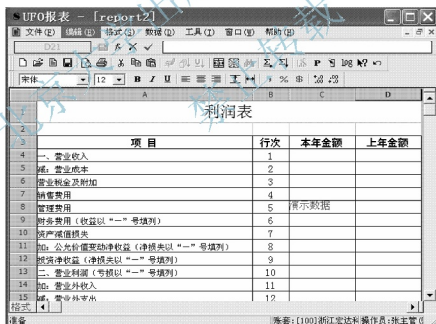 UFO报表 - [report2]
文件(F) 编辑(E) 格式(S) 数据(D) 工具(T) 窗口(W) 帮助(H)
D21
宋体 12 B I U
A B C D
1 利润表
2
3 项 目 行次 本年金额 上年金额
4 一、营业收入 1
5 减：营业成本 2
6 营业税金及附加 3
7 销售费用 4
8 管理费用 5 演示数据
9 财务费用（收益以“一”号填列） 6
10 资产减值损失 7
11 加：公允价值变动净收益（净损失以“一”号填列） 8
12 投资净收益（净损失以“一”号填列） 9
13 二、营业利润（亏损以“一”号填列） 10
14 加：营业外收入 11
15 减：营业外支出 12
格式
准备 账套:[100]浙江宏达科 操作员:张主管